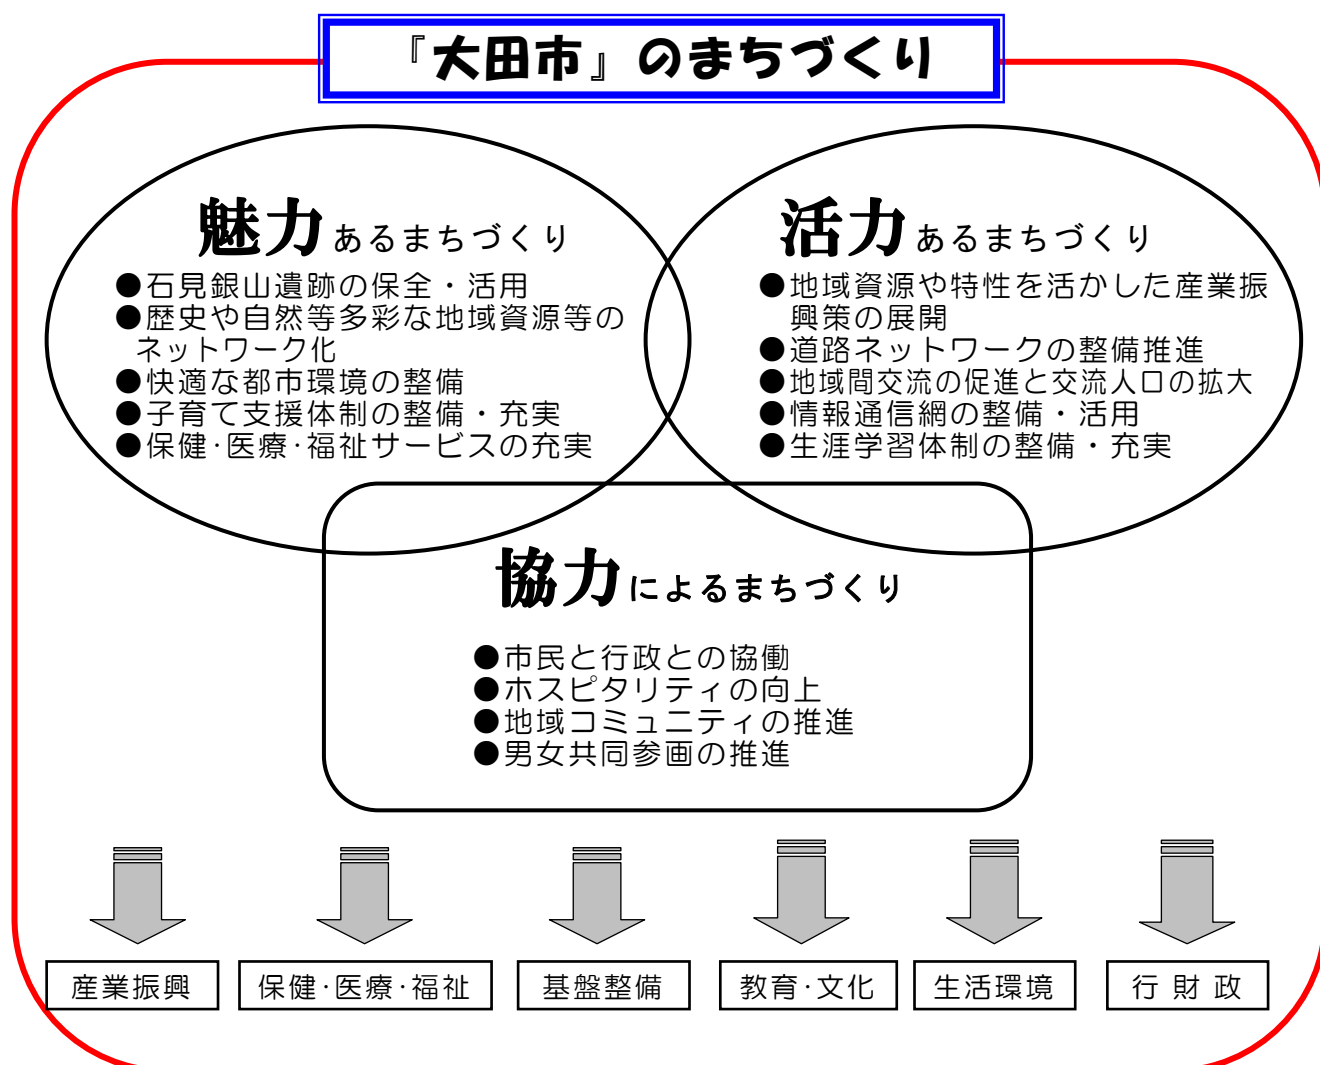 『大田市』のまちづくり
魅力あるまちづくり
●石見銀山遺跡の保全・活用
●歴史や自然等多彩な地域資源等の
ネットワーク化
●快適な都市環境の整備
●子育て支援体制の整備・充実
●保健・医療・福祉サービスの充実
活力あるまちづくり
●地域資源や特性を活かした産業振
興策の展開
●道路ネットワークの整備推進
●地域間交流の促進と交流人口の拡大
●情報通信網の整備・活用
●生涯学習体制の整備・充実
協力によるまちづくり
●市民と行政との協働
●ホスピタリティの向上
●地域コミュニティの推進
●男女共同参画の推進
産業振興
保健・医療・福祉
基盤整備
教育・文化
生活環境
行 財 政